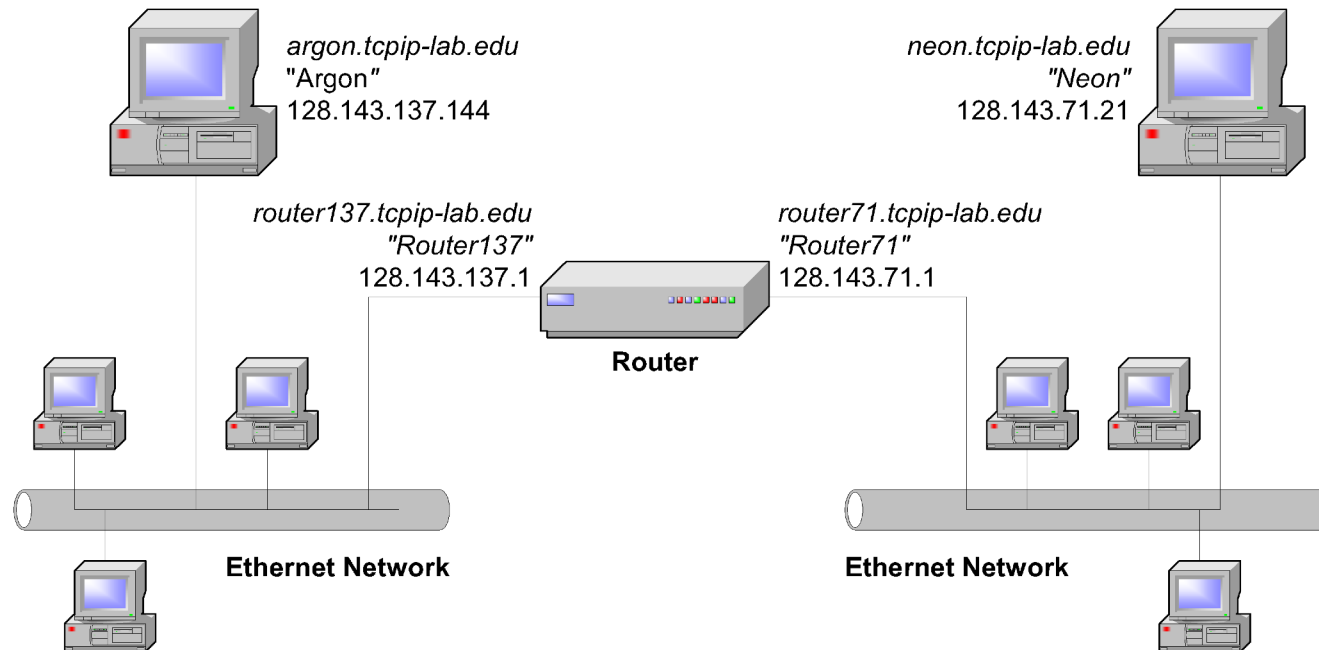 argon.tcpip-lab.edu
"Argon"
128.143.137.144
neon.tcpip-lab.edu
"Neon"
128.143.71.21
router137.tcpip-lab.edu
"Router137"
128.143.137.1
router71.tcpip-lab.edu
"Router71"
128.143.71.1
Router
Ethernet Network
Ethernet Network